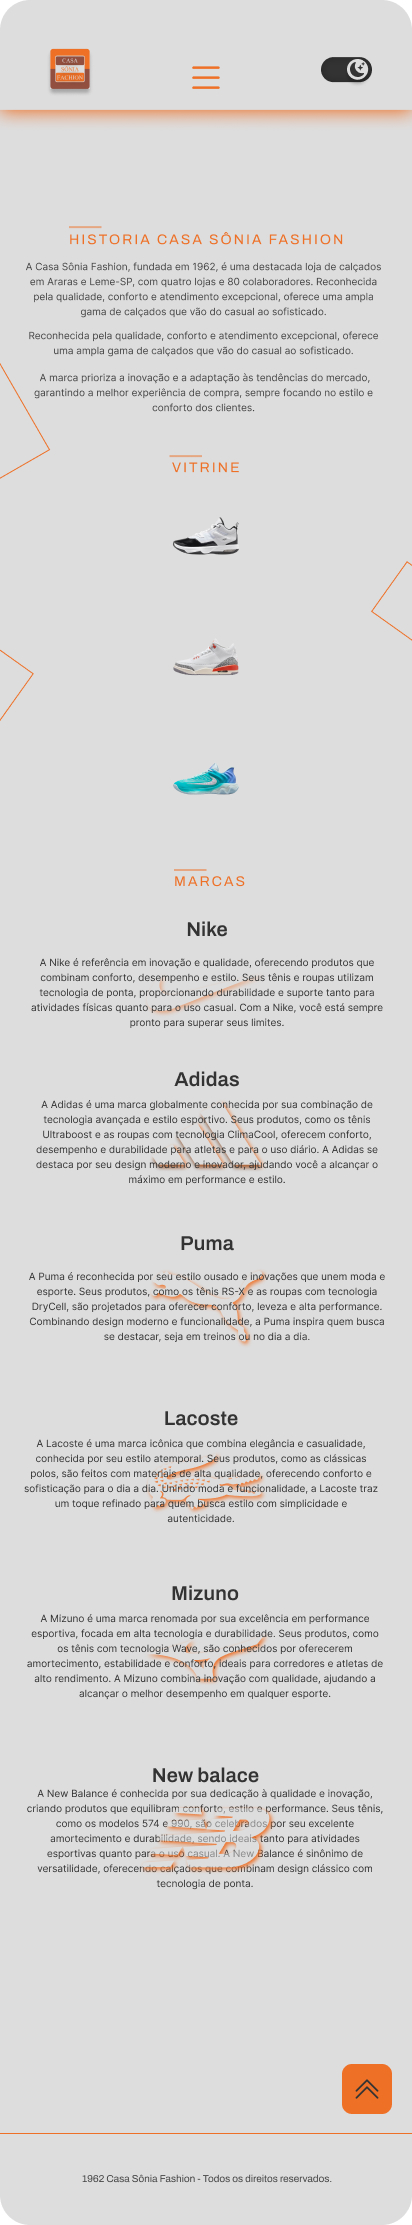 CASA
SÔNIA
FACHION
HISTORIA CASA SÔNIA FASHION
A Casa Sônia Fashion, fundada em 1962, é uma destacada loja de calçados
em Araras e Leme-SP, com quatro lojas e 80 colaboradores. Reconhecida
pela qualidade, conforto e atendimento excepcional, oferece uma ampla
gama de calçados que vão do casual ao sofisticado.
Reconhecida pela qualidade, conforto e atendimento excepcional, oferece
uma ampla gama de calçados que vão do casual ao sofisticado.
A marca prioriza a inovação e a adaptação às tendências do mercado,
garantindo a melhor experiência de compra, sempre focando no estilo e
conforto dos clientes.
VITRINE
MARCAS
Nike
A Nike é referência em inovação e qualidade, oferecendo produtos que
combinam conforto, desempenho e estilo. Seus tênis e roupas utilizam
tecnologia de ponta, proporcionando durabilidade e suporte tanto para
atividades físicas quanto para o uso casual. Com a Nike, você está sempre
pronto para superar seus limites.
Adidas
A Adidas é uma marca globalmente conhecida por sua combinação de
tecnologia avançada e estilo esportivo. Seus produtos, como os tênis
Ultraboost e as roupas com tecnologia ClimaCool, oferecem conforto,
desempenho e durabilidade para atletas e para o uso diário. A Adidas se
destaca por seu design moderno e inovador, ajudando você a alcançar o
máximo em performance e estilo.
Puma
A Puma é reconhecida por seu estilo ousado e inovações que unem moda e
esporte. Seus produtos, como os tênis RS-X e as roupas com tecnologia
DryCell, são projetados para oferecer conforto, leveza e alta performance.
Combinando design moderno e funcionalidade, a Puma inspira quem busca
se destacar, seja em treinos ou no dia a dia.
Lacoste
A Lacoste é uma marca icônica que combina elegância e casualidade,
conhecida por seu estilo atemporal. Seus produtos, como as clássicas
polos, são feitos com materiais de alta qualidade, oferecendo conforto e
sofisticação para o dia a dia. Unindo moda e funcionalidade, a Lacoste traz
um toque refinado para quem busca estilo com simplicidade e
autenticidade.
Mizuno
A Mizuno é uma marca renomada por sua excelência em performance
esportiva, focada em alta tecnologia e durabilidade. Seus produtos, como
os tênis com tecnologia Wave, são conhecidos por oferecerem
amortecimento, estabilidade e conforto, ideais para corredores e atletas de
alto rendimento. A Mizuno combina inovação com qualidade, ajudando a
alcançar o melhor desempenho em qualquer esporte.
New balace
A New Balance é conhecida por sua dedicação à qualidade e inovação,
criando produtos que equilibram conforto, estilo e performance. Seus tênis,
como os modelos 574 e 990, são celebrados por seu excelente
amortecimento e durabilidade, sendo ideais tanto para atividades
esportivas quanto para o uso casual. A New Balance é sinônimo de
versatilidade, oferecendo calçados que combinam design clássico com
tecnologia de ponta.
1962 Casa Sônia Fashion - Todos os direitos reservados.